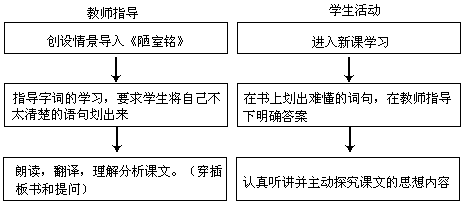 教师指导
学生活动
创设情景导入《陋室铭》
进入新课学习
指导字词的学习，要求学生将自己不
太清楚的语句划出来
在书上划出难懂的词句，在教师指导
下明确答案
朗读，翻译，理解分析课文。（穿插
板书和提问）
认真听讲并主动探究课文的思想内容